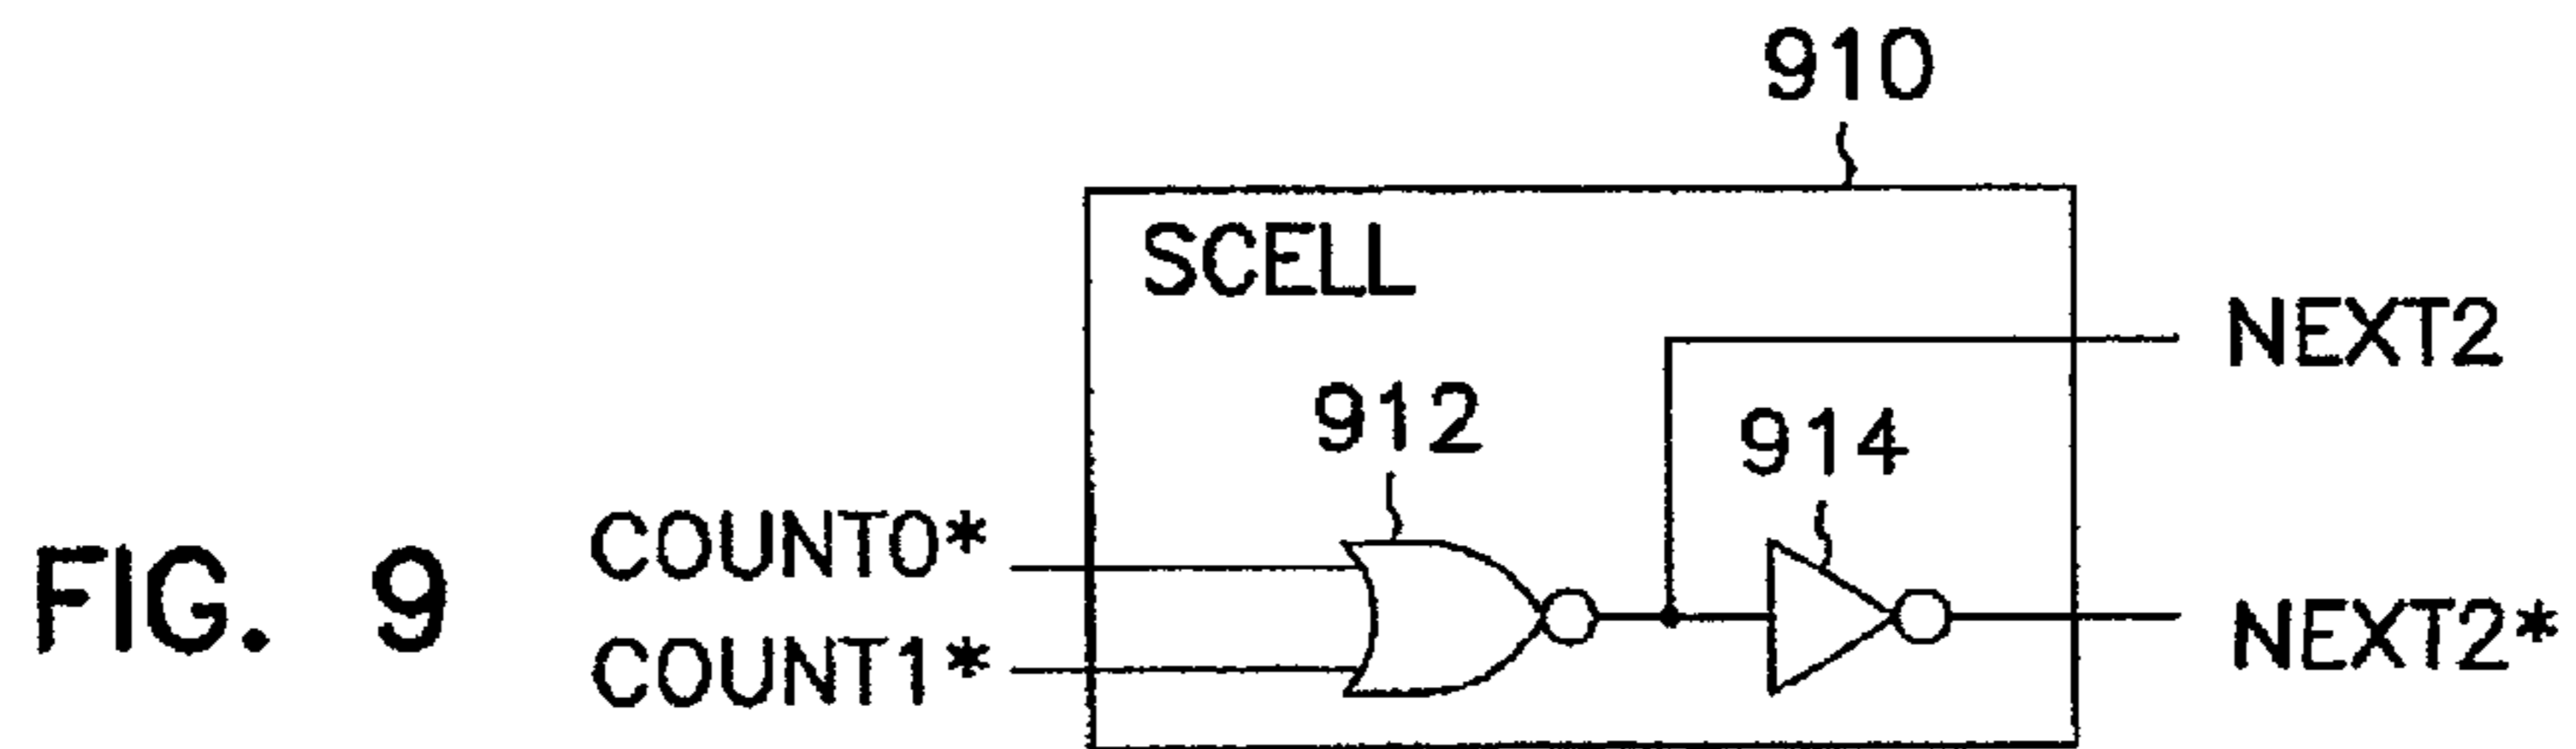 910
SCELL
NEXT2
912
914
COUNT0*
FIG. 9
COUNT1*
NEXT2*